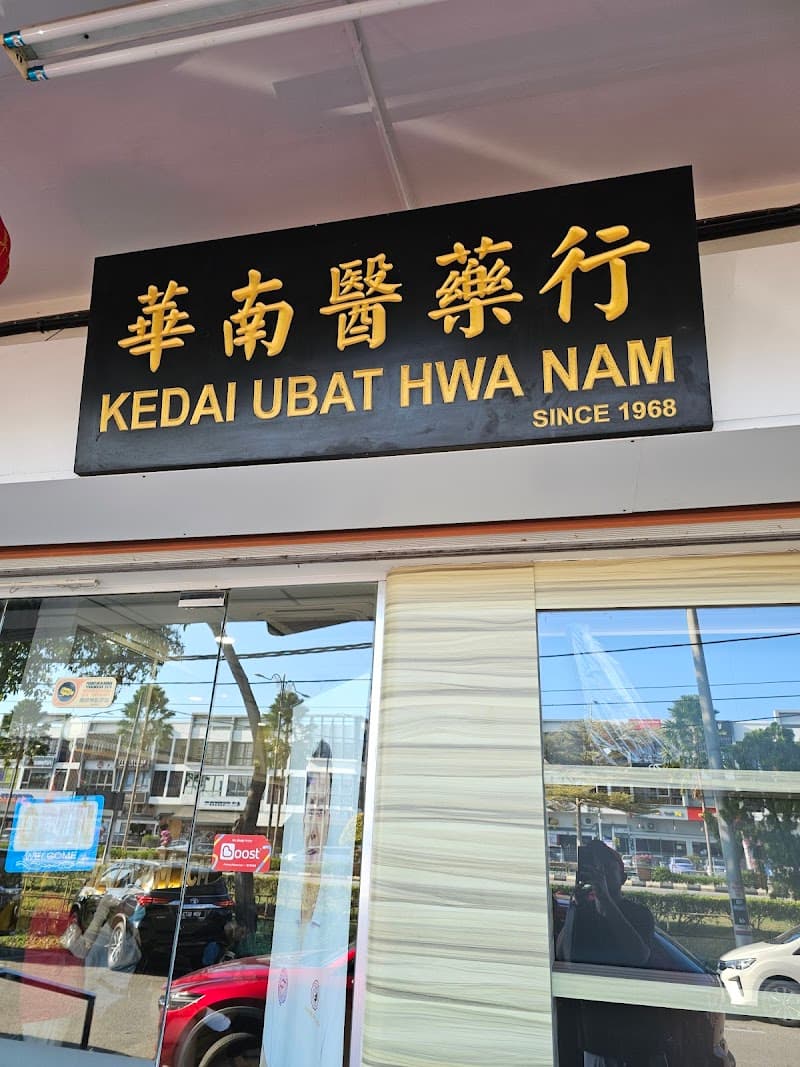 華南醫藥行
KEDAI UBAT HWA NAM
SINCE 1968
WELCOME
Boost